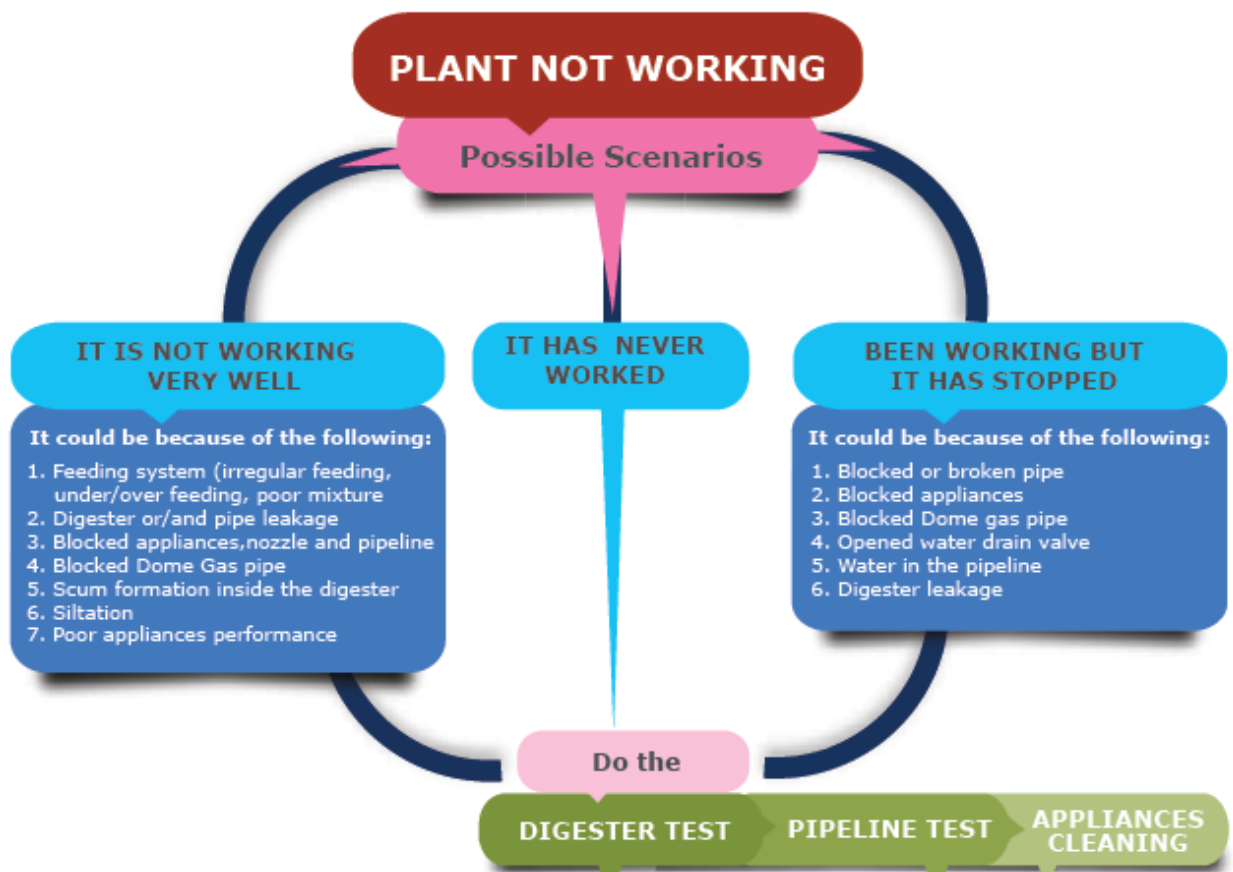 PLANT NOT WORKING
Possible Scenarios
IT IS NOT WORKING
VERY WELL
It could be because of the following:
1. Feeding system (irregular feeding,
under/over feeding, poor mixture
2. Digester or/and pipe leakage
3. Blocked appliances,nozzle and pipeline
4. Blocked Dome Gas pipe
5. Scum formation inside the digester
6. Siltation
7. Poor appliances performance
IT HAS NEVER
WORKED
BEEN WORKING BUT
IT HAS STOPPED
It could be because of the following:
1. Blocked or broken pipe
2. Blocked appliances
3. Blocked Dome gas pipe
4. Opened water drain valve
5. Water in the pipeline
6. Digester leakage
Do the
DIGESTER TEST
PIPELINE TEST
APPLIANCES
CLEANING